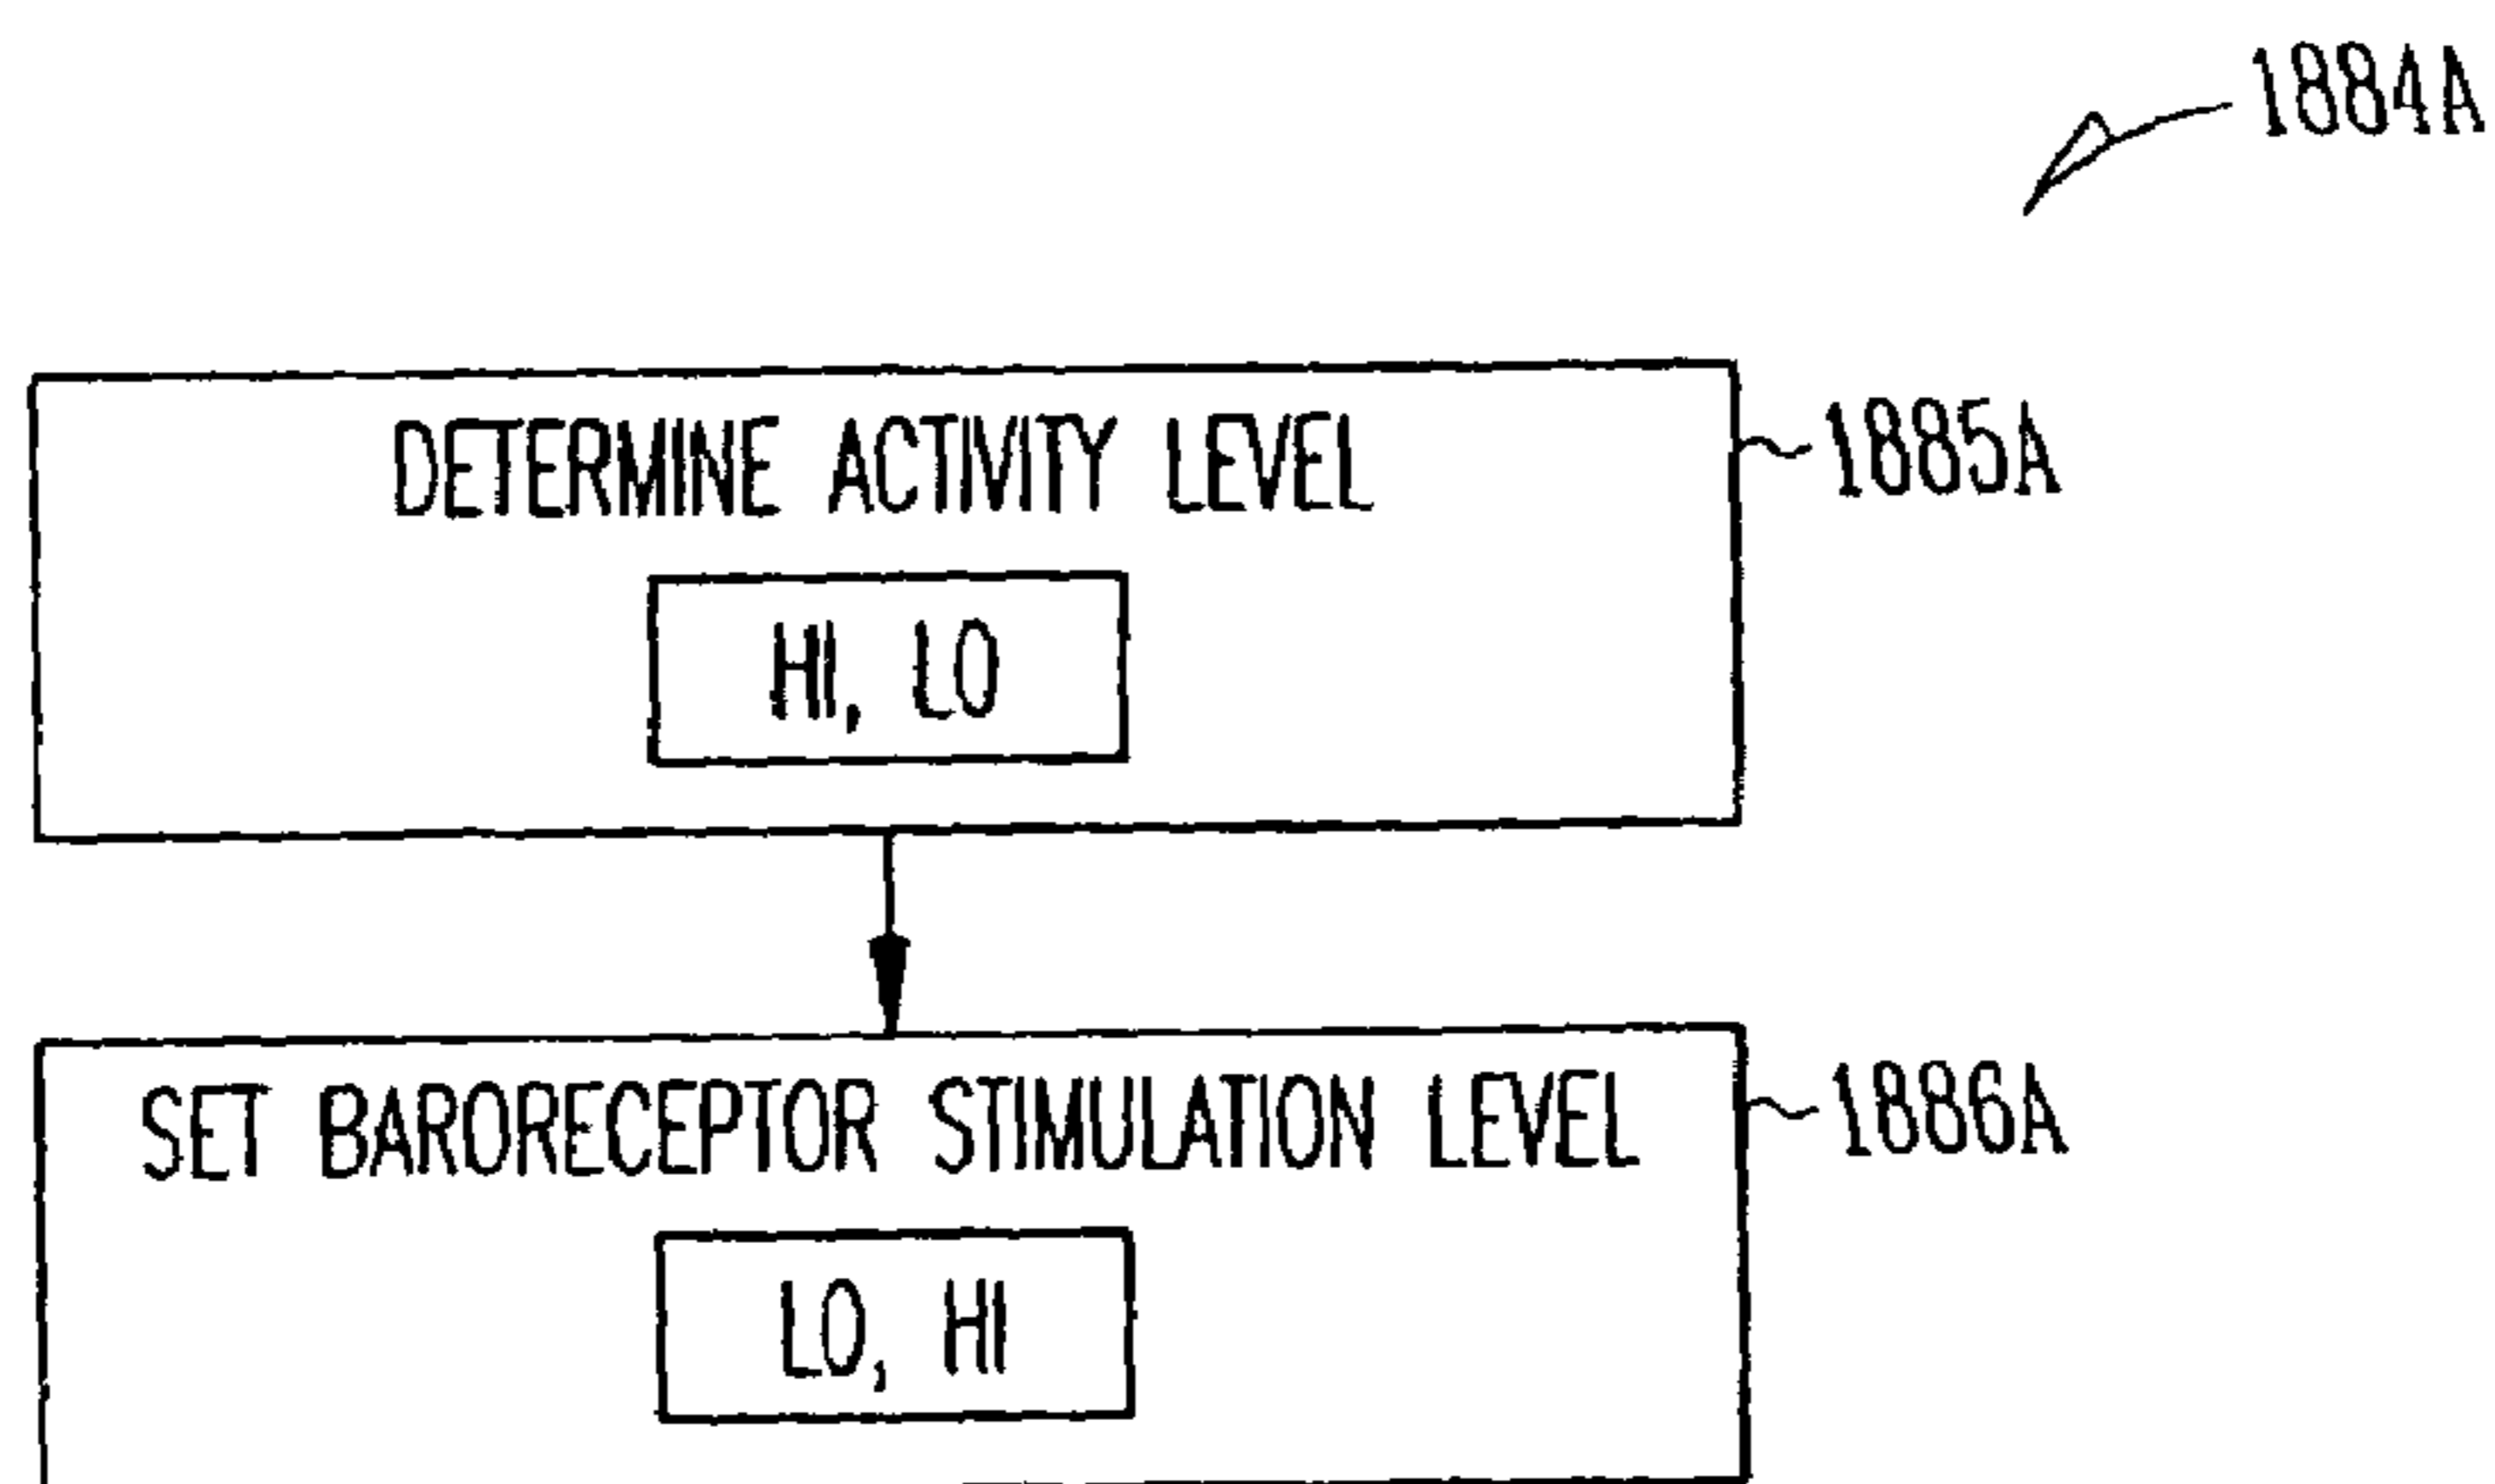 1884A
DETERMINE ACTIVITY LEVEL
1885A
HI, LO
SET BARORECEPTOR STIMULATION LEVEL
1886A
LO, HI